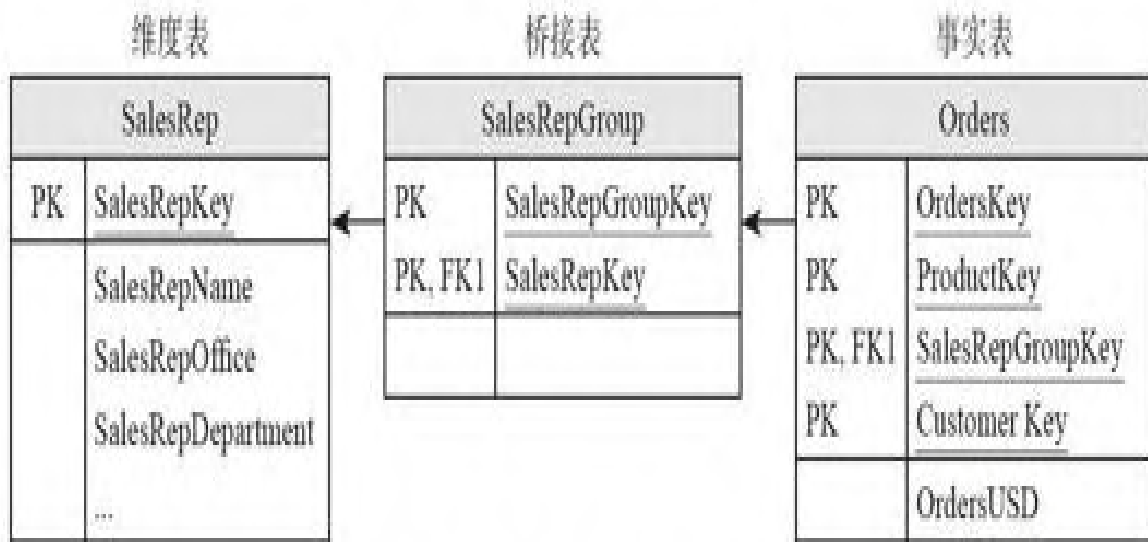 维度表
桥接表
事实表
SalesRep
PK SalesRepKey
SalesRepName
SalesRepOffice
SalesRepDepartment
...
SalesRepGroup
PK SalesRepGroupKey
PK, FK1 SalesRepKey
Orders
PK OrdersKey
PK ProductKey
PK, FK1 SalesRepGroupKey
PK Customer Key
OrdersUSD